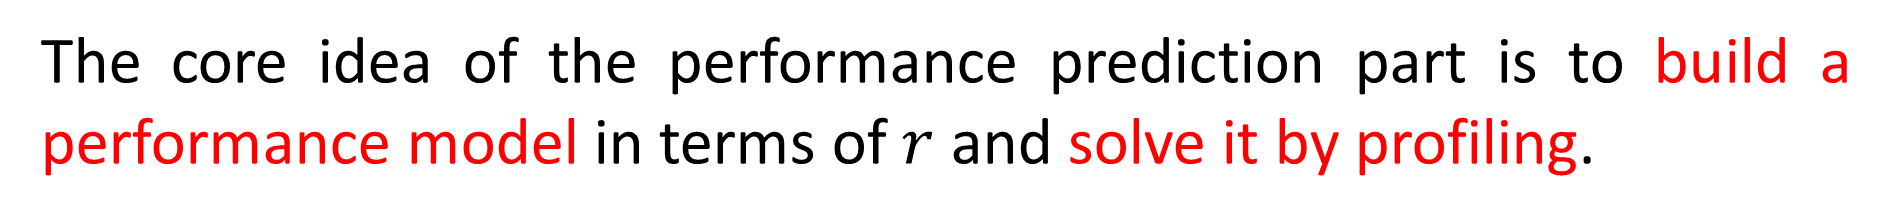 The core idea of the performance prediction part is to build a
performance model in terms of r and solve it by profiling.